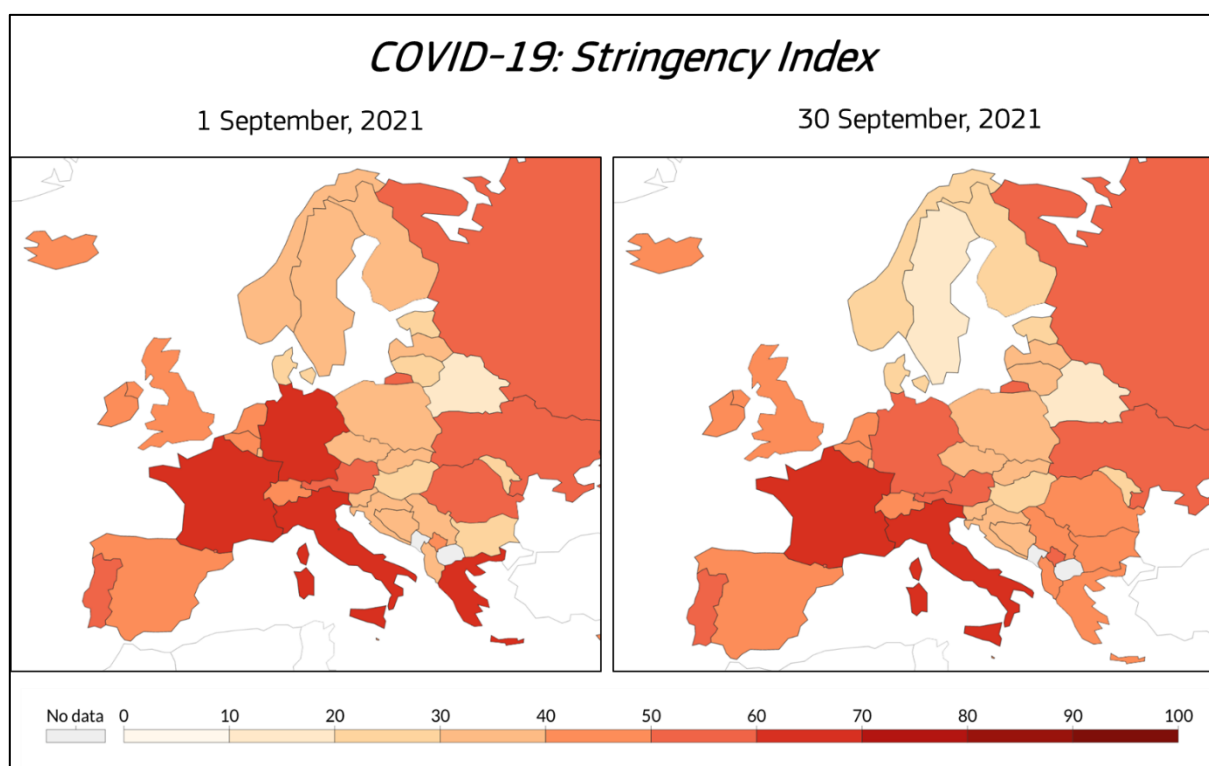 COVID-19: Stringency Index
1 September, 2021 30 September, 2021
No data 0 10 20 30 40 50 60 70 80 90 100